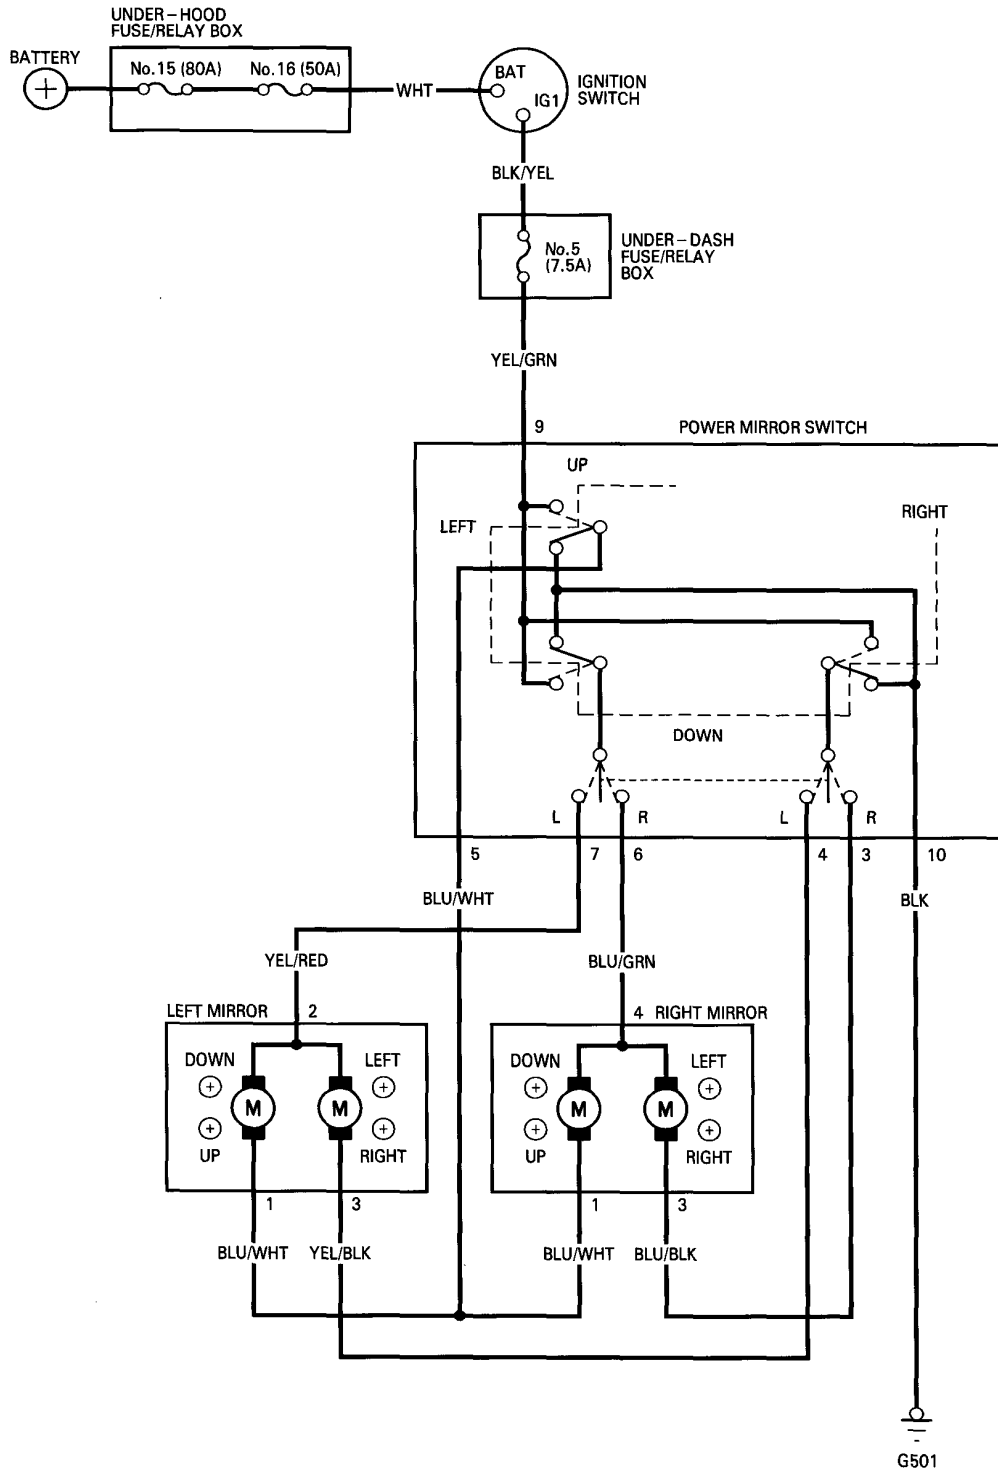 UNDER–HOOD
FUSE/RELAY BOX
BATTERY
No.15 (80A)
No.16 (50A)
WHT
BAT
IG1
IGNITION
SWITCH
BLK/YEL
No.5
(7.5A)
UNDER–DASH
FUSE/RELAY
BOX
YEL/GRN
9
POWER MIRROR SWITCH
UP
LEFT
RIGHT
DOWN
L
R
L
R
5
7
6
4
3
10
BLU/WHT
BLK
YEL/RED
BLU/GRN
LEFT MIRROR
2
4
RIGHT MIRROR
DOWN
LEFT
DOWN
LEFT
M
M
M
M
UP
RIGHT
UP
RIGHT
1
3
1
3
BLU/WHT
YEL/BLK
BLU/WHT
BLU/BLK
G501